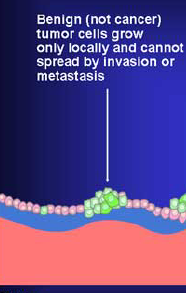 Benign (not cancer)
tumor cells grow
only locally and cannot
spread by invasion or
metastasis